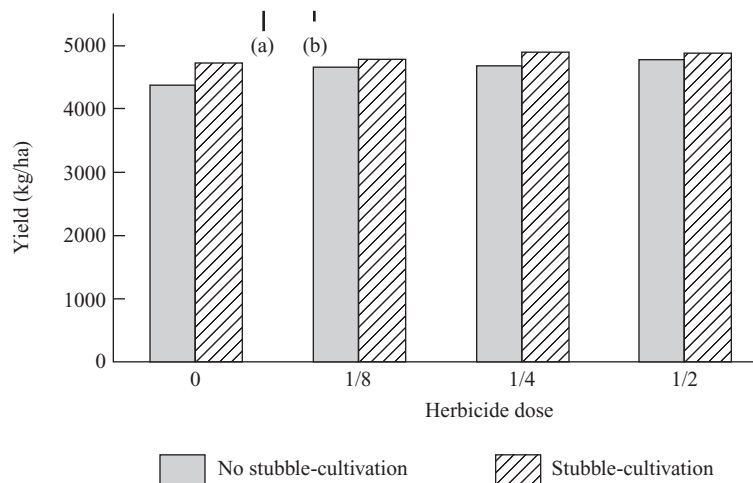 5000
(a) (b)
4000
3000
2000
1000
0
Yield (kg/ha)
0 1/8 1/4 1/2
Herbicide dose
No stubble-cultivation Stubble-cultivation